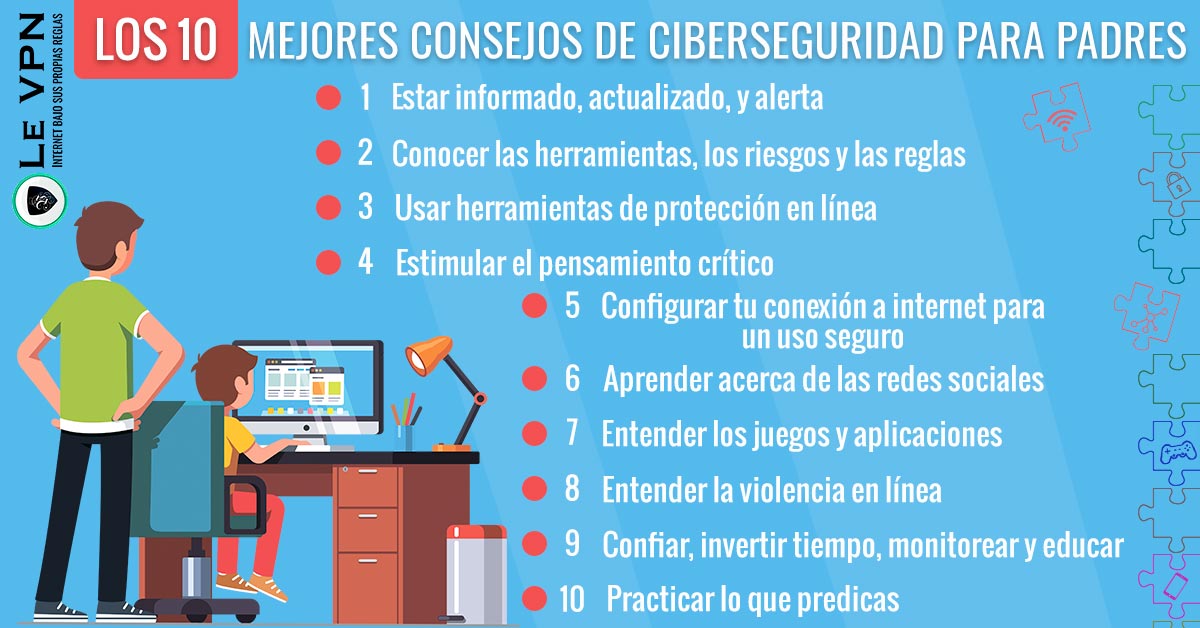 LE VPN
INTERNET BAJO SUS PROPIAS REGLAS
LOS 10 MEJORES CONSEJOS DE CIBERSEGURIDAD PARA PADRES
1 Estar informado, actualizado, y alerta
2 Conocer las herramientas, los riesgos y las reglas
3 Usar herramientas de protección en línea
4 Estimular el pensamiento crítico
5 Configurar tu conexión a internet para
un uso seguro
6 Aprender acerca de las redes sociales
7 Entender los juegos y aplicaciones
8 Entender la violencia en línea
9 Confiar, invertir tiempo, monitorear y educar
10 Practicar lo que predicas